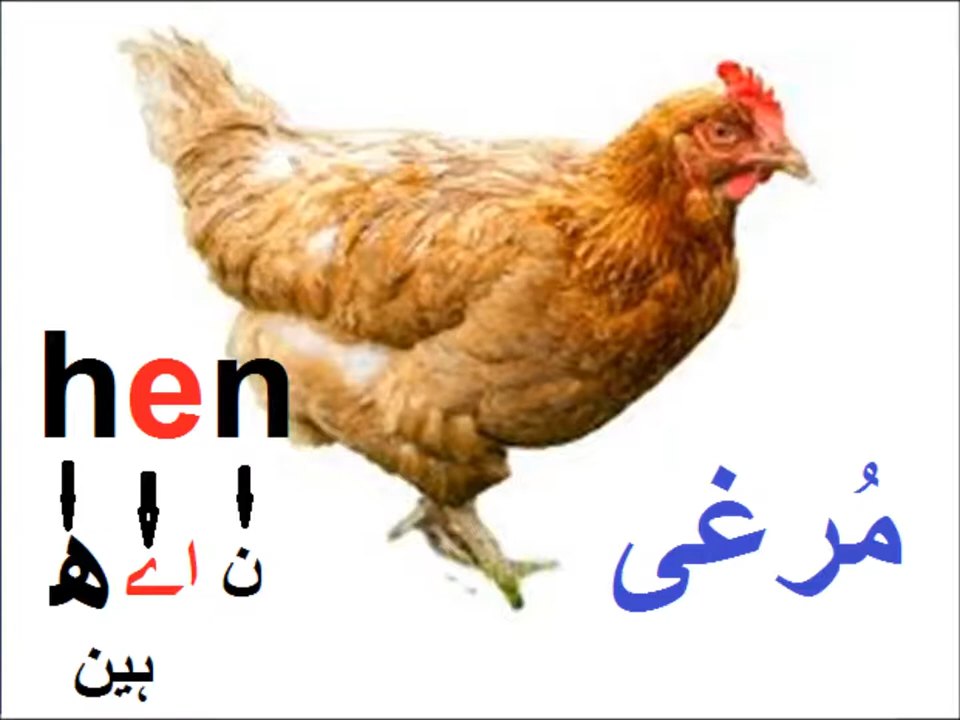 hen
ھ اے ن
ہین
مُرغی